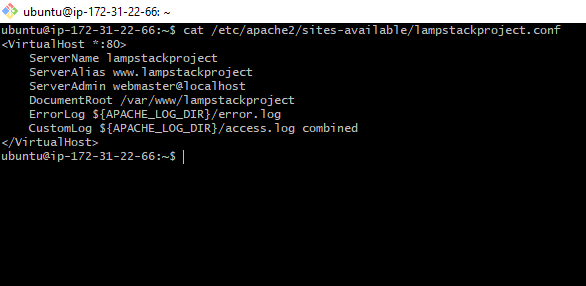 ubuntu@ip-172-31-22-66: ~
ubuntu@ip-172-31-22-66:~$ cat /etc/apache2/sites-available/lampstackproject.conf
<VirtualHost *:80>
    ServerName lampstackproject
    ServerAlias www.lampstackproject
    ServerAdmin webmaster@localhost
    DocumentRoot /var/www/lampstackproject
    ErrorLog ${APACHE_LOG_DIR}/error.log
    CustomLog ${APACHE_LOG_DIR}/access.log combined
</VirtualHost>
ubuntu@ip-172-31-22-66:~$